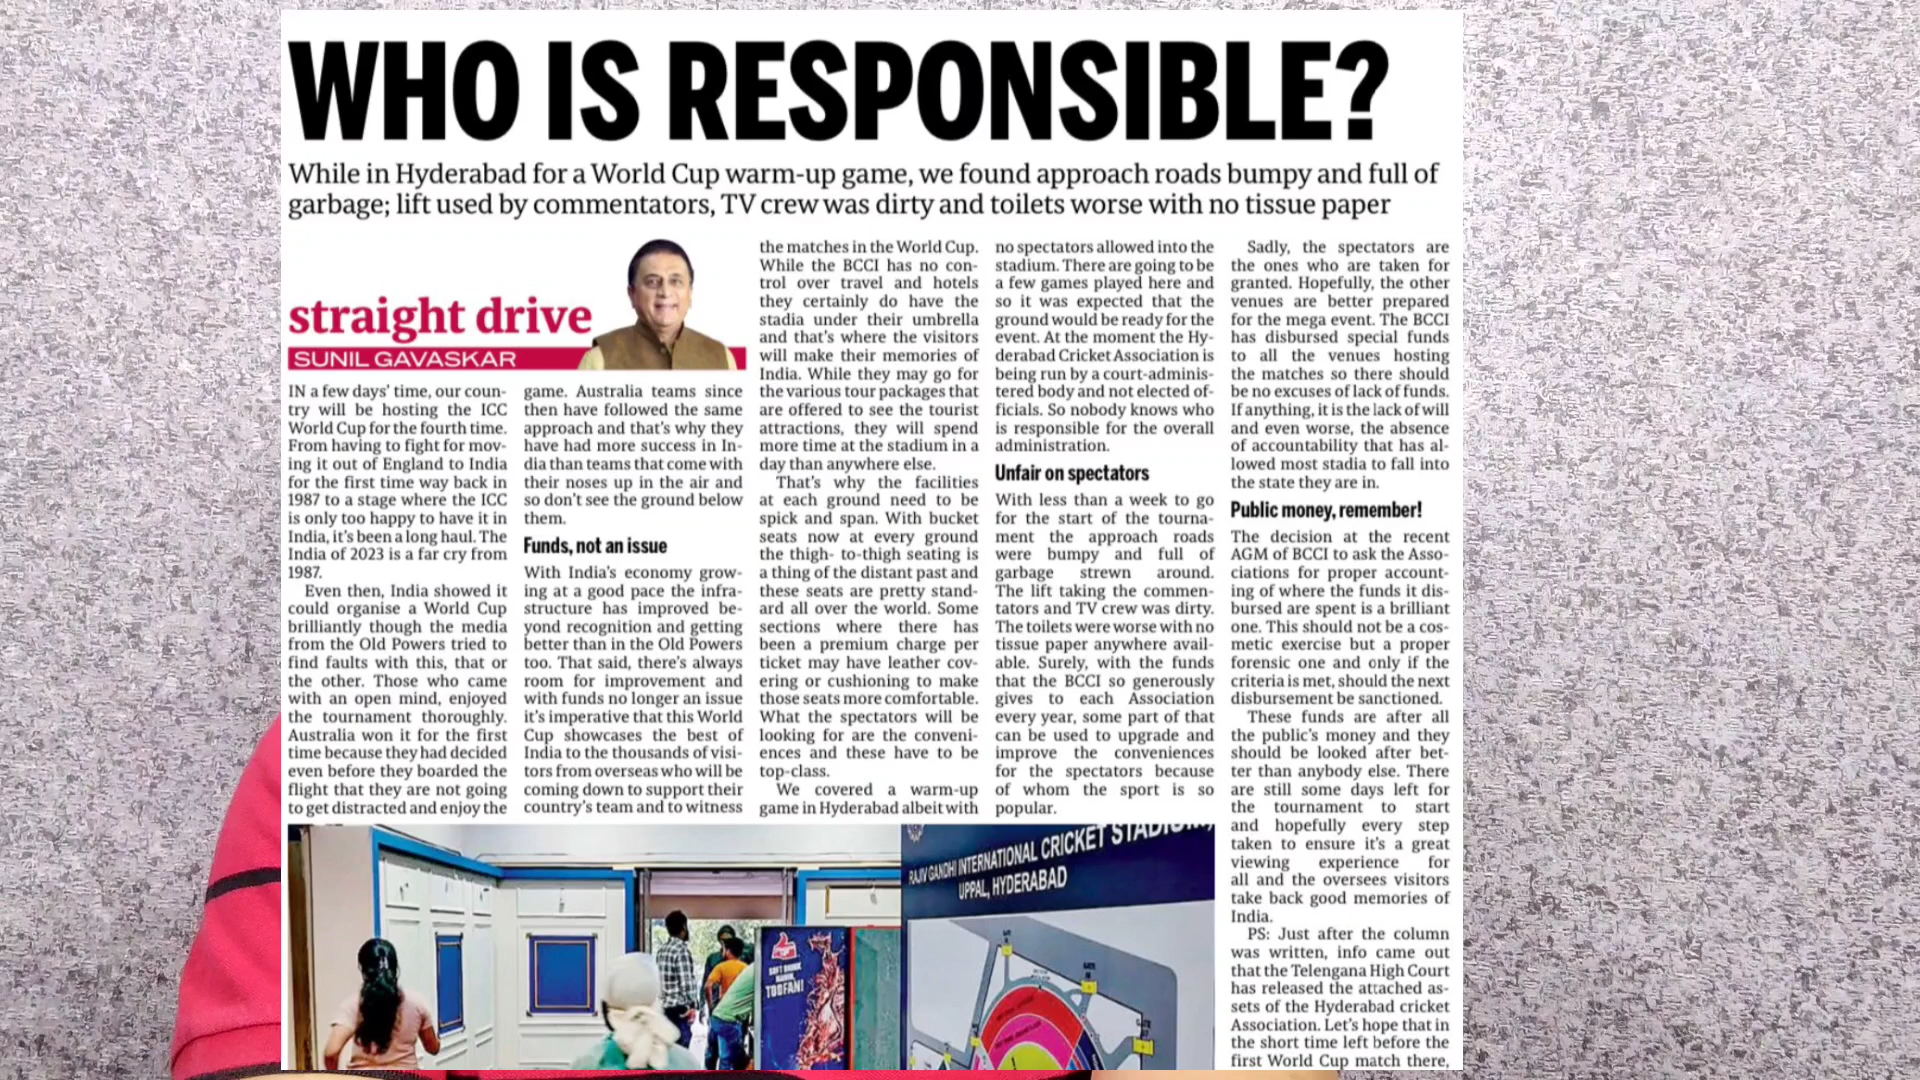 WHO IS RESPONSIBLE?
While in Hyderabad for a World Cup warm-up game, we found approach roads bumpy and full of
garbage; lift used by commentators, TV crew was dirty and toilets worse with no tissue paper
straight drive
SUNIL GAVASKAR
IN a few days' time, our coun-
try will be hosting the ICC
World Cup for the fourth time.
From having to fight for mov-
ing it out of England to India
for the first time way back in
1987 to a stage where the ICC
is only too happy to have it in
India, it's been a long haul. The
India of 2023 is a far cry from
1987.
Even then, India showed it
could organise a World Cup
brilliantly though the media
from the Old Powers tried to
find faults with this, that or
the other. Those who came
with an open mind, enjoyed
the tournament thoroughly.
Australia won it for the first
time because they had decided
even before they boarded the
flight that they are not going
to get distracted and enjoy the
game. Australia teams since
then have followed the same
approach and that's why they
have had more success in In-
dia than teams that come with
their noses up in the air and
so don't see the ground below
them.
Funds, not an issue
With India's economy grow-
ing at a good pace the infra-
structure has improved be-
yond recognition and getting
better than in the Old Powers
too. That said, there's always
room for improvement and
with funds no longer an issue
it's imperative that this World
Cup showcases the best of
India to the thousands of visi-
tors from overseas who will be
coming down to support their
country's team and to witness
the matches in the World Cup.
While the BCCI has no con-
trol over travel and hotels
they certainly do have the
stadia under their umbrella
and that's where the visitors
will make their memories of
India. While they may go for
the various tour packages that
are offered to see the tourist
attractions, they will spend
more time at the stadium in a
day than anywhere else.
That's why the facilities
at each ground need to be
spick and span. With bucket
seats now at every ground
the thigh- to-thigh seating is
a thing of the distant past and
these seats are pretty stand-
ard all over the world. Some
sections where there has
been a premium charge per
ticket may have leather cov-
ering or cushioning to make
those seats more comfortable.
What the spectators will be
looking for are the conveni-
ences and these have to be
top-class.
We covered a warm-up
game in Hyderabad albeit with
no spectators allowed into the
stadium. There are going to be
a few games played here and
so it was expected that the
ground would be ready for the
event. At the moment the Hy-
derabad Cricket Association is
being run by a court-adminis-
tered body and not elected of-
ficials. So nobody knows who
is responsible for the overall
administration.
Unfair on spectators
With less than a week to go
for the start of the tourna-
ment the approach roads
were bumpy and full of
garbage strewn around.
The lift taking the commen-
tators and TV crew was dirty.
The toilets were worse with no
tissue paper anywhere avail-
able. Surely, with the funds
that the BCCI so generously
gives to each Association
every year, some part of that
can be used to upgrade and
improve the conveniences
for the spectators because
of whom the sport is so
popular.
Sadly, the spectators are
the ones who are taken for
granted. Hopefully, the other
venues are better prepared
for the mega event. The BCCI
has disbursed special funds
to all the venues hosting
the matches so there should
be no excuses of lack of funds.
If anything, it is the lack of will
and even worse, the absence
of accountability that has al-
lowed most stadia to fall into
the state they are in.
Public money, remember!
The decision at the recent
AGM of BCCI to ask the Asso-
ciations for proper account-
ing of where the funds it dis-
bursed are spent is a brilliant
one. This should not be a cos-
metic exercise but a proper
forensic one and only if the
criteria is met, should the next
disbursement be sanctioned.
These funds are after all
the public's money and they
should be looked after bet-
ter than anybody else. There
are still some days left for
the tournament to start
and hopefully every step
taken to ensure it's a great
viewing experience for
all and the oversees visitors
take back good memories of
India.
PS: Just after the column
was written, info came out
that the Telengana High Court
has released the attached as-
sets of the Hyderabad cricket
Association. Let's hope that in
the short time left before the
first World Cup match there,
SOFT DRINK
NAHIN,
TOOFANI
RAJIV GANDHI INTERNATIONAL CRICKET STADIUM,
UPPAL, HYDERABAD